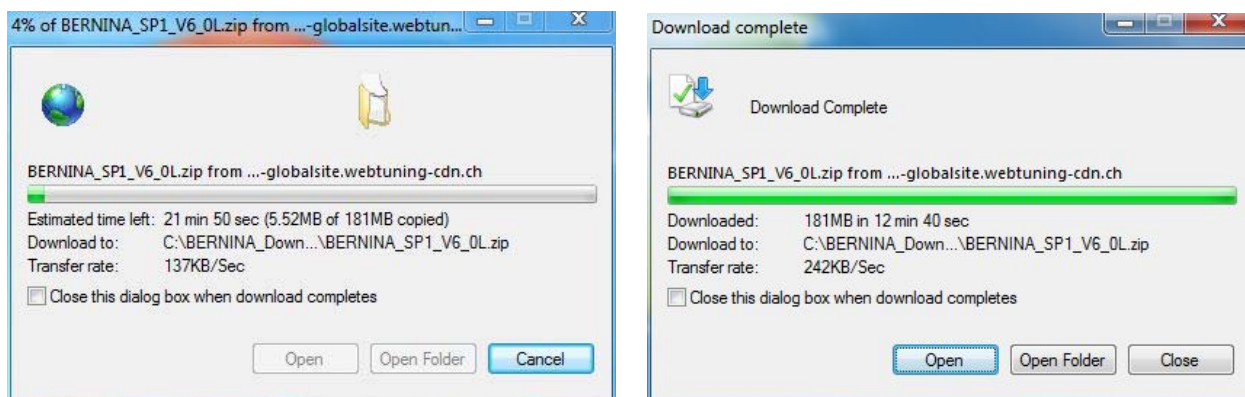 4% of BERNINA_SP1_V6_0L.zip from ...-globalsite.webtun...
BERNINA_SP1_V6_0L.zip from ...-globalsite.webtuning-cdn.ch
Estimated time left: 21 min 50 sec (5.52MB of 181MB copied)
Download to: C:\BERNINA_Down...\BERNINA_SP1_V6_0L.zip
Transfer rate: 137KB/Sec
Close this dialog box when download completes
Open Open Folder Cancel
Download complete
Download Complete
BERNINA_SP1_V6_0L.zip from ...-globalsite.webtuning-cdn.ch
Downloaded: 181MB in 12 min 40 sec
Download to: C:\BERNINA_Down...\BERNINA_SP1_V6_0L.zip
Transfer rate: 242KB/Sec
Close this dialog box when download completes
Open Open Folder Close